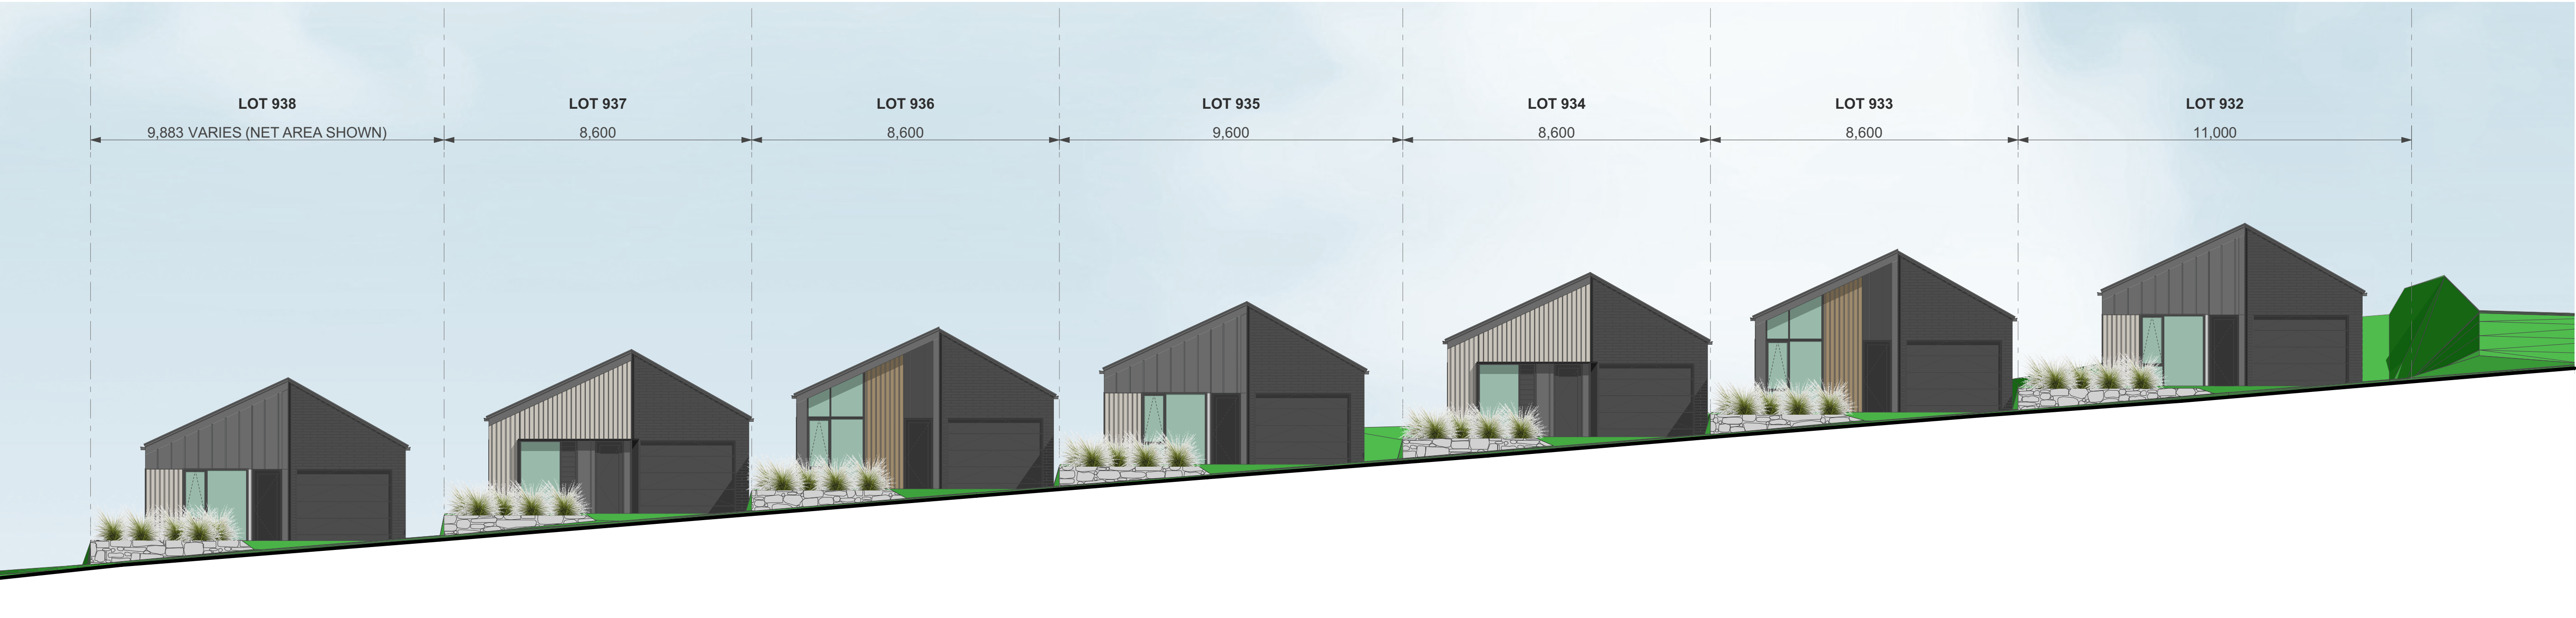 LOT 938
LOT 937
LOT 936
LOT 935
LOT 934
LOT 933
LOT 932
9,883 VARIES (NET AREA SHOWN)
8,600
8,600
9,600
8,600
8,600
11,000